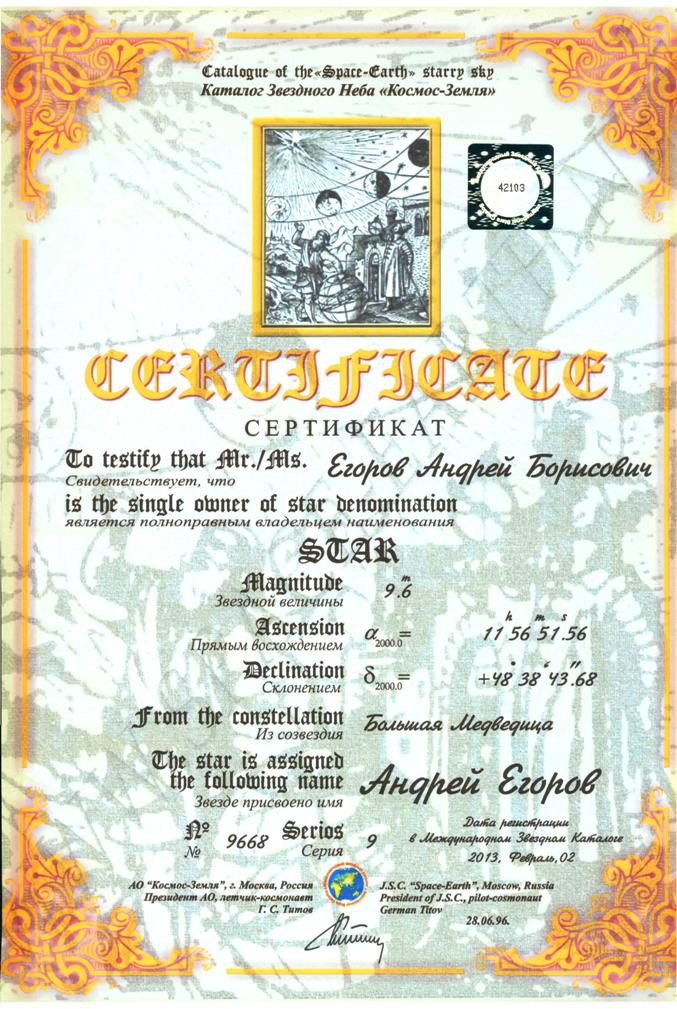 Catalogue of the «Space-Earth» starry sky
Каталог Звездного Неба «Космос-Земля»
42103
CERTIFICATE
СЕРТИФИКАТ
To testify that Mr./Ms. Егоров Андрей Борисович
Свидетельствует, что
is the single owner of star denomination
является полноправным владельцем наименования
STAR
Magnitude 9.6 m
Звездной величины
Ascension α 2000.0 = 11 h 56 m 51.56 s
Прямым восхождением
Declination δ 2000.0 = +48° 38' 43.68"
Склонением
From the constellation Большая Медведица
Из созвездия
The star is assigned
the following name Андрей Егоров
Звезде присвоено имя
Nº 9668 Serios 9
№ Серия
Дата регистрации
в Международном Звездном Каталоге
2013, Февраль, 02
АО "Космос-Земля", г. Москва, Россия
Президент АО, летчик-космонавт
Г. С. Титов
J.S.C. "Space-Earth", Moscow, Russia
President of J.S.C., pilot-cosmonaut
German Titov
28.06.96.